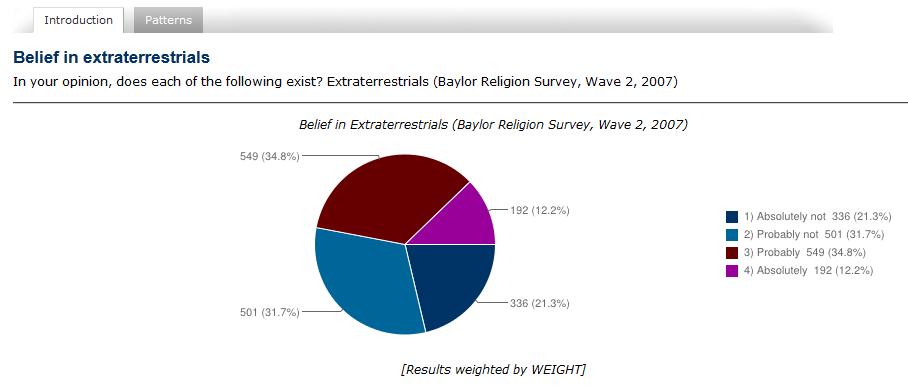 Introduction
Patterns
Belief in extraterrestrials
In your opinion, does each of the following exist? Extraterrestrials (Baylor Religion Survey, Wave 2, 2007)
Belief in Extraterrestrials (Baylor Religion Survey, Wave 2, 2007)
549 (34.8%)
192 (12.2%)
501 (31.7%)
336 (21.3%)
1) Absolutely not 336 (21.3%)
2) Probably not 501 (31.7%)
3) Probably 549 (34.8%)
4) Absolutely 192 (12.2%)
[Results weighted by WEIGHT]